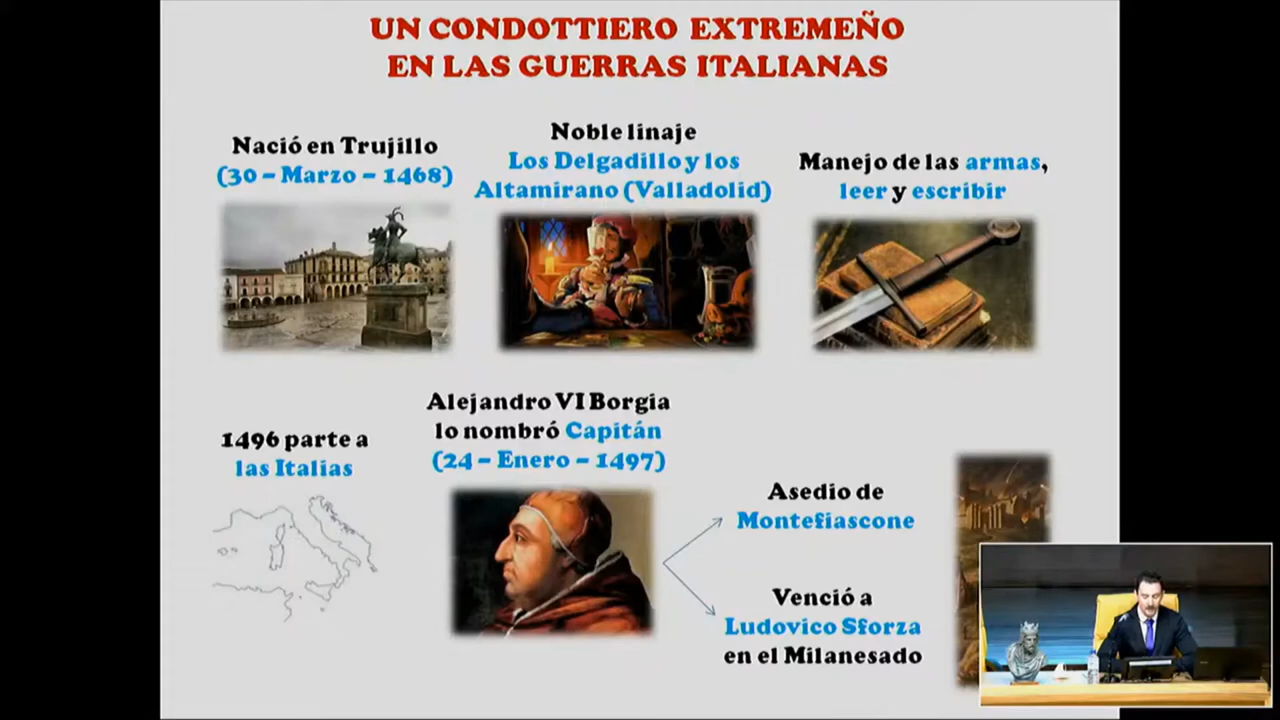 UN CONDOTTIERO EXTREMEÑO
EN LAS GUERRAS ITALIANAS
Nació en Trujillo
(30 – Marzo – 1468)
Noble linaje
Los Delgadillo y los
Altamirano (Valladolid)
Manejo de las armas,
leer y escribir
1496 parte a
las Italias
Alejandro VI Borgia
lo nombró Capitán
(24 – Enero – 1497)
Asedio de
Montefiascone
Venció a
Ludovico Sforza
en el Milanesado